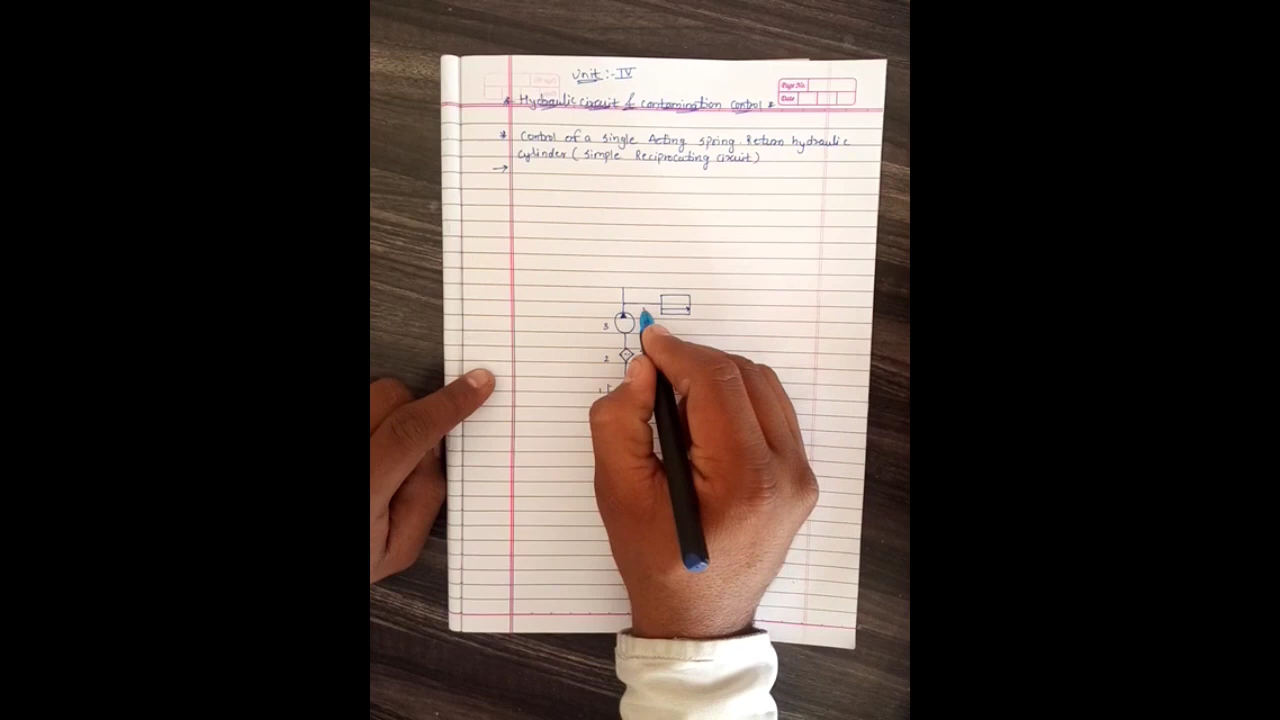 Unit :- IV
Page No.
* Hydraulic circuit & contamination control *
Date
* Control of a single Acting spring Return hydraulic
cylinder ( simple Reciprocating circuit )
→
3
2
1